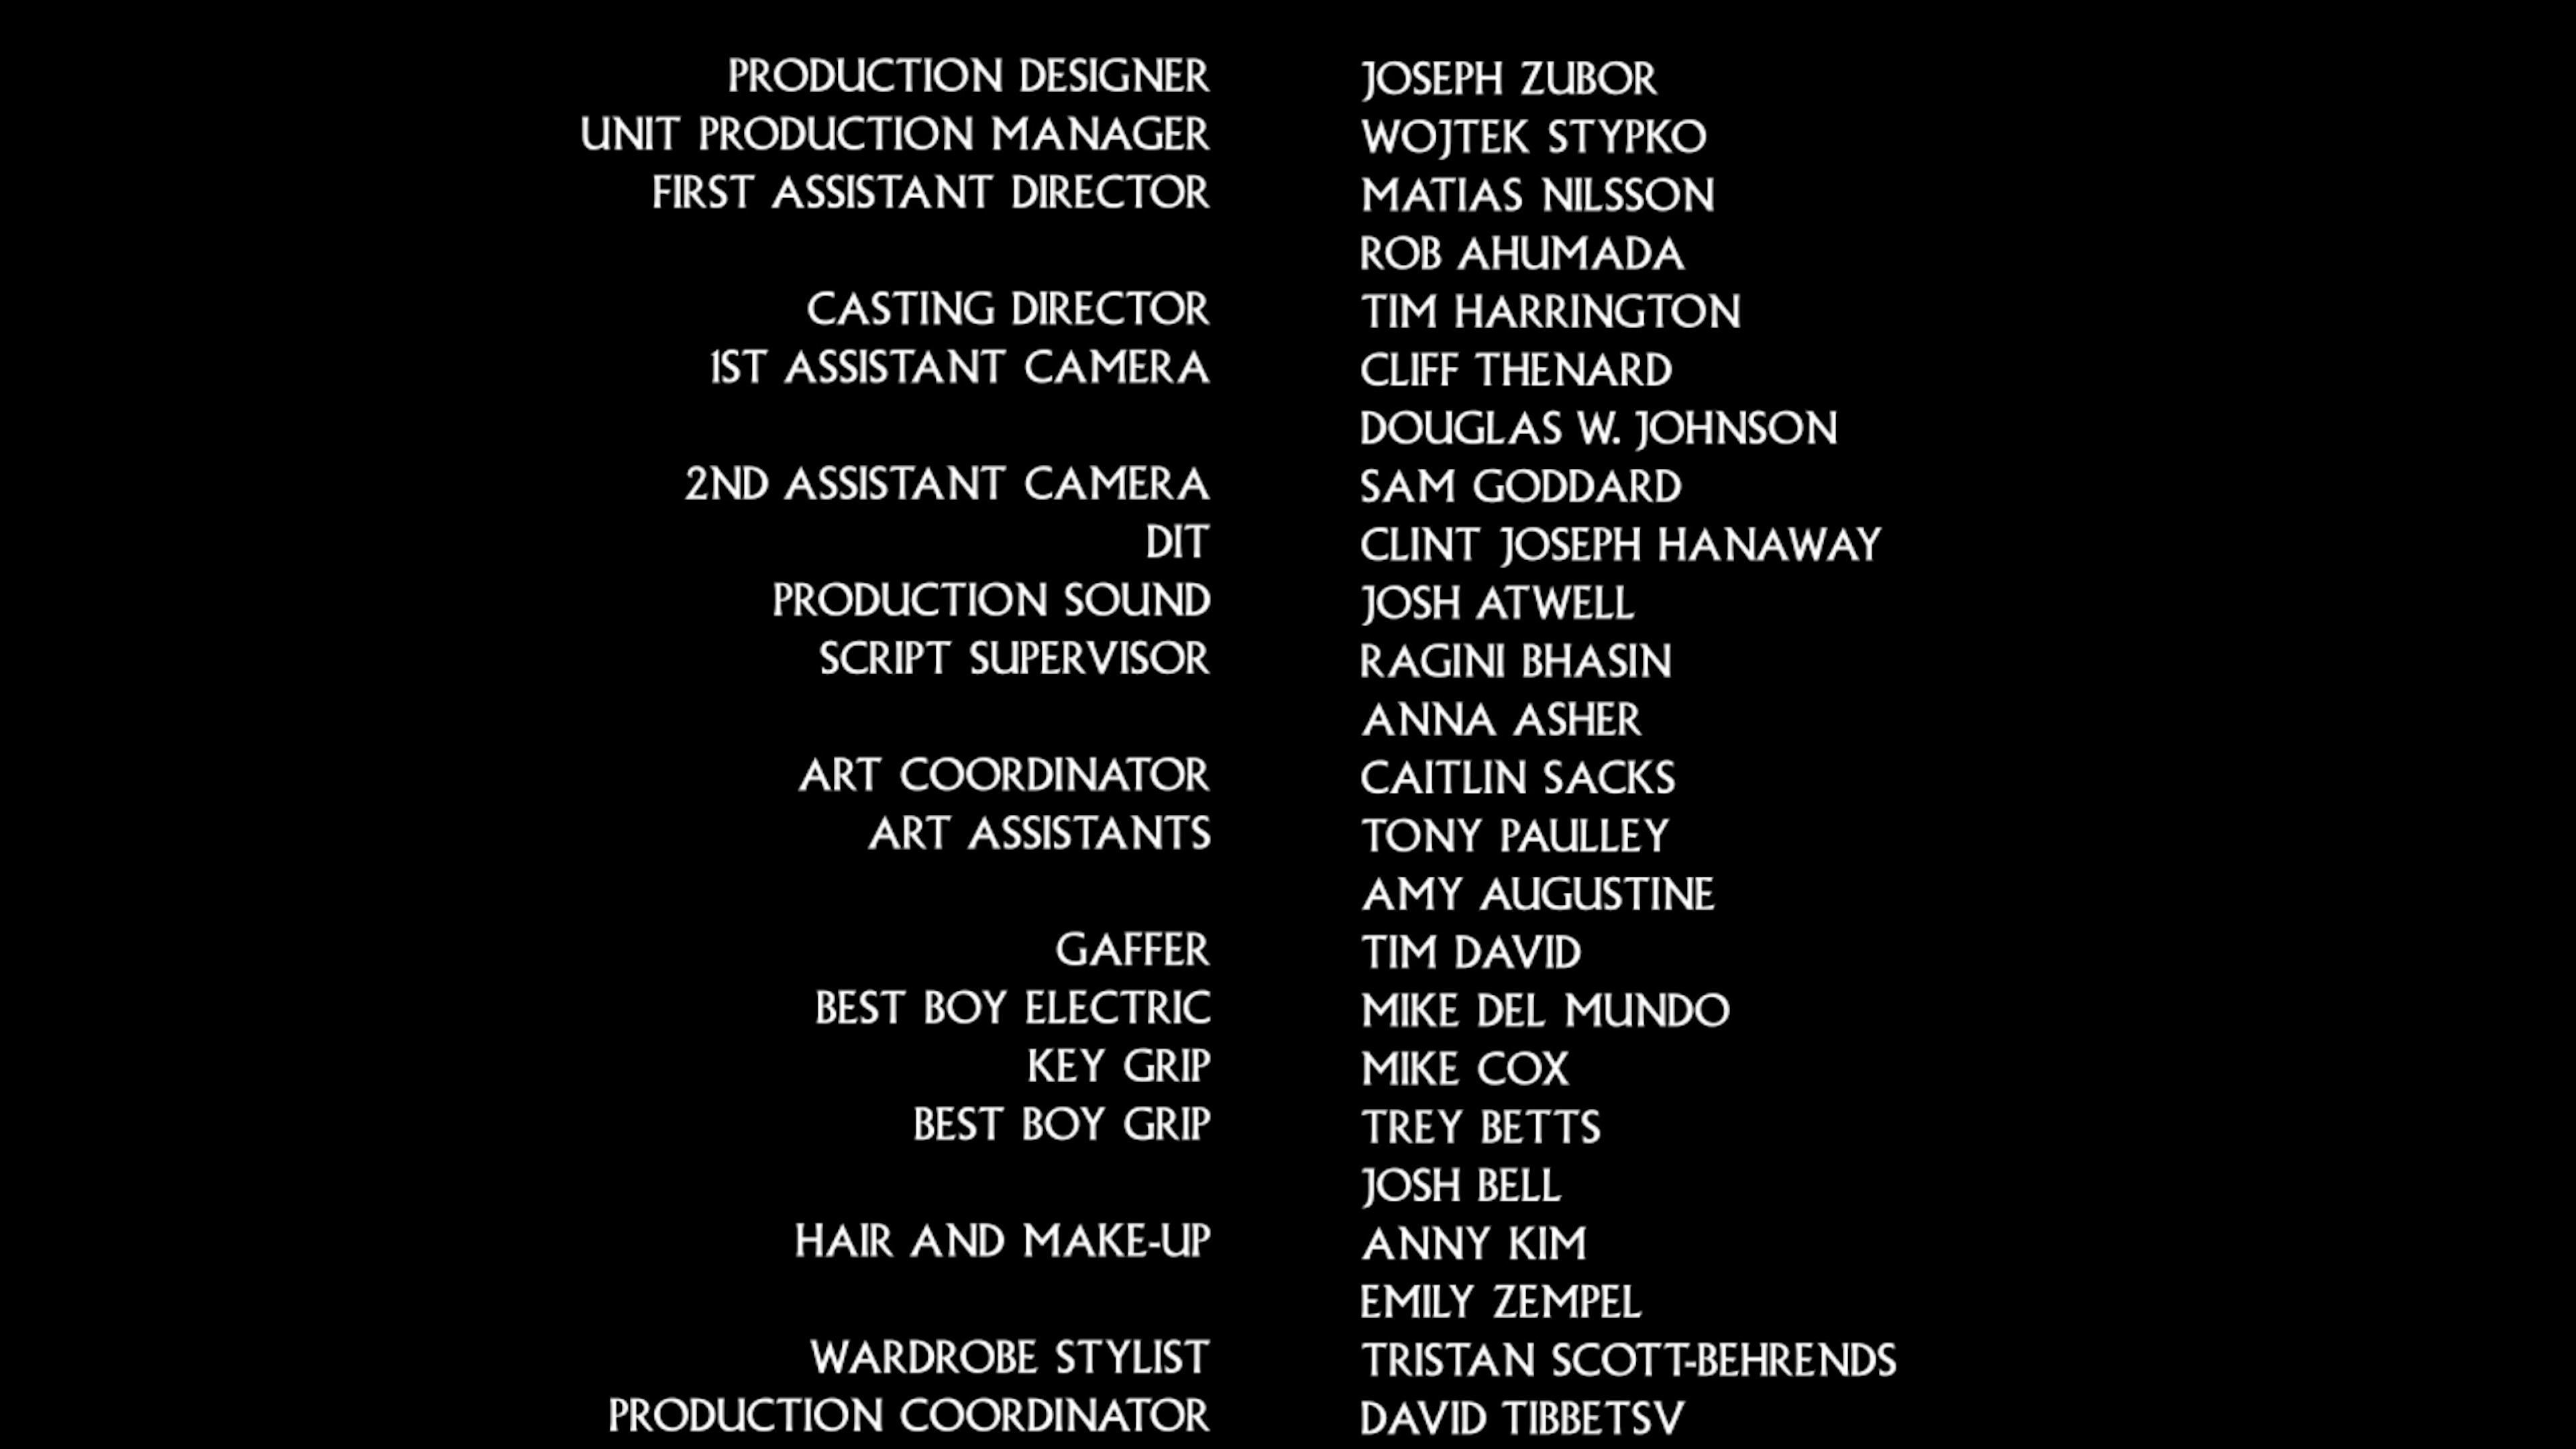 PRODUCTION DESIGNER JOSEPH ZUBOR
UNIT PRODUCTION MANAGER WOJTEK STYPKO
FIRST ASSISTANT DIRECTOR MATIAS NILSSON
ROB AHUMADA
CASTING DIRECTOR TIM HARRINGTON
1ST ASSISTANT CAMERA CLIFF THENARD
DOUGLAS W. JOHNSON
2ND ASSISTANT CAMERA SAM GODDARD
DIT CLINT JOSEPH HANAWAY
PRODUCTION SOUND JOSH ATWELL
SCRIPT SUPERVISOR RAGINI BHASIN
ANNA ASHER
ART COORDINATOR CAITLIN SACKS
ART ASSISTANTS TONY PAULLEY
AMY AUGUSTINE
GAFFER TIM DAVID
BEST BOY ELECTRIC MIKE DEL MUNDO
KEY GRIP MIKE COX
BEST BOY GRIP TREY BETTS
JOSH BELL
HAIR AND MAKE-UP ANNY KIM
EMILY ZEMPEL
WARDROBE STYLIST TRISTAN SCOTT-BEHRENDS
PRODUCTION COORDINATOR DAVID TIBBETSV